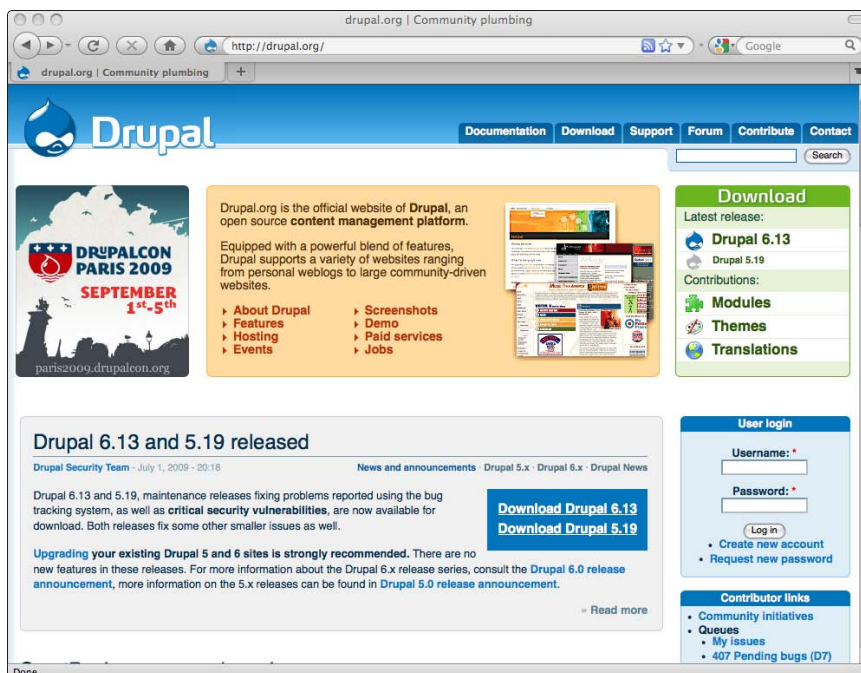 drupal.org | Community plumbing
http://drupal.org/
Google
drupal.org | Community plumbing
Drupal
Documentation Download Support Forum Contribute Contact
Search
DRUPALCON
PARIS 2009
SEPTEMBER
1st-5th
paris2009.drupalcon.org
Drupal.org is the official website of Drupal, an
open source content management platform.
Equipped with a powerful blend of features,
Drupal supports a variety of websites ranging
from personal weblogs to large community-driven
websites.
About Drupal
Features
Hosting
Events
Screenshots
Demo
Paid services
Jobs
Download
Latest release:
Drupal 6.13
Drupal 5.19
Contributions:
Modules
Themes
Translations
Drupal 6.13 and 5.19 released
Drupal Security Team - July 1, 2009 - 20:18
News and announcements · Drupal 5.x · Drupal 6.x · Drupal News
Drupal 6.13 and 5.19, maintenance releases fixing problems reported using the bug
tracking system, as well as critical security vulnerabilities, are now available for
download. Both releases fix some other smaller issues as well.
Download Drupal 6.13
Download Drupal 5.19
Upgrading your existing Drupal 5 and 6 sites is strongly recommended. There are no
new features in these releases. For more information about the Drupal 6.x release series, consult the Drupal 6.0 release
announcement, more information on the 5.x releases can be found in Drupal 5.0 release announcement.
» Read more
User login
Username: *
Password: *
Log in
• Create new account
• Request new password
Contributor links
• Community initiatives
• Queues
• My issues
• 407 Pending bugs (D7)
Done